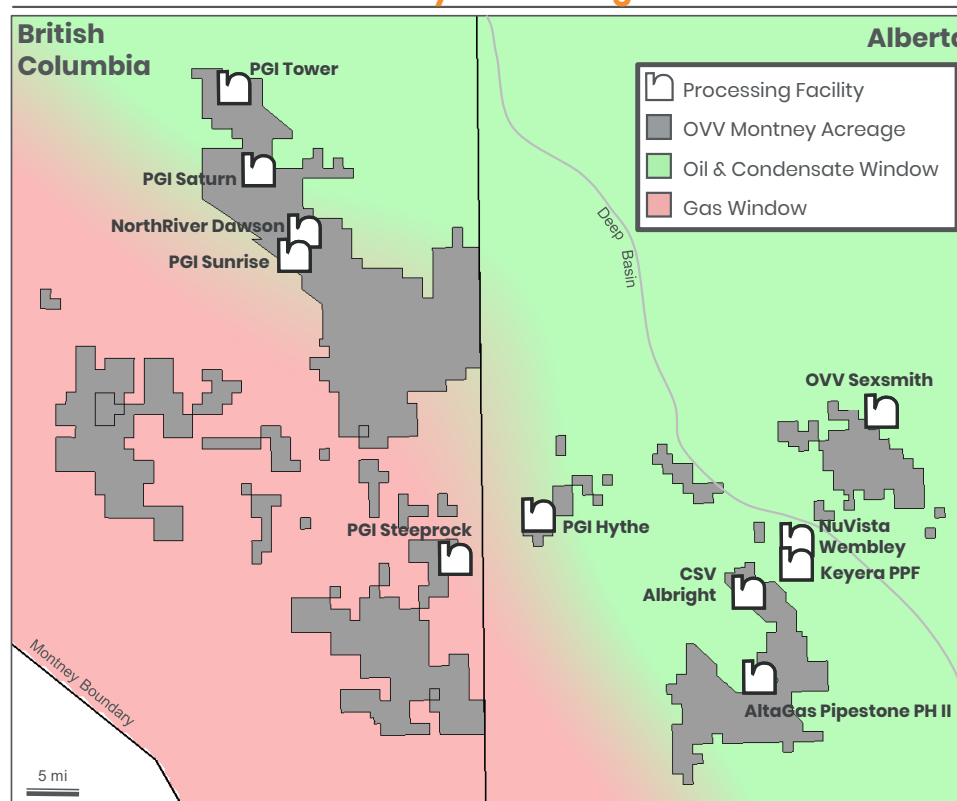 British
Columbia
Alberta
PGI Tower
Processing Facility
OVV Montney Acreage
Oil & Condensate Window
Gas Window
PGI Saturn
NorthRiver Dawson
PGI Sunrise
Deep Basin
OVV Sexsmith
PGI Steeprock
PGI Hythe
NuVista
Wembley
Keyera PPF
CSV
Albright
AltaGas Pipestone PH II
Montney Boundary
5 mi